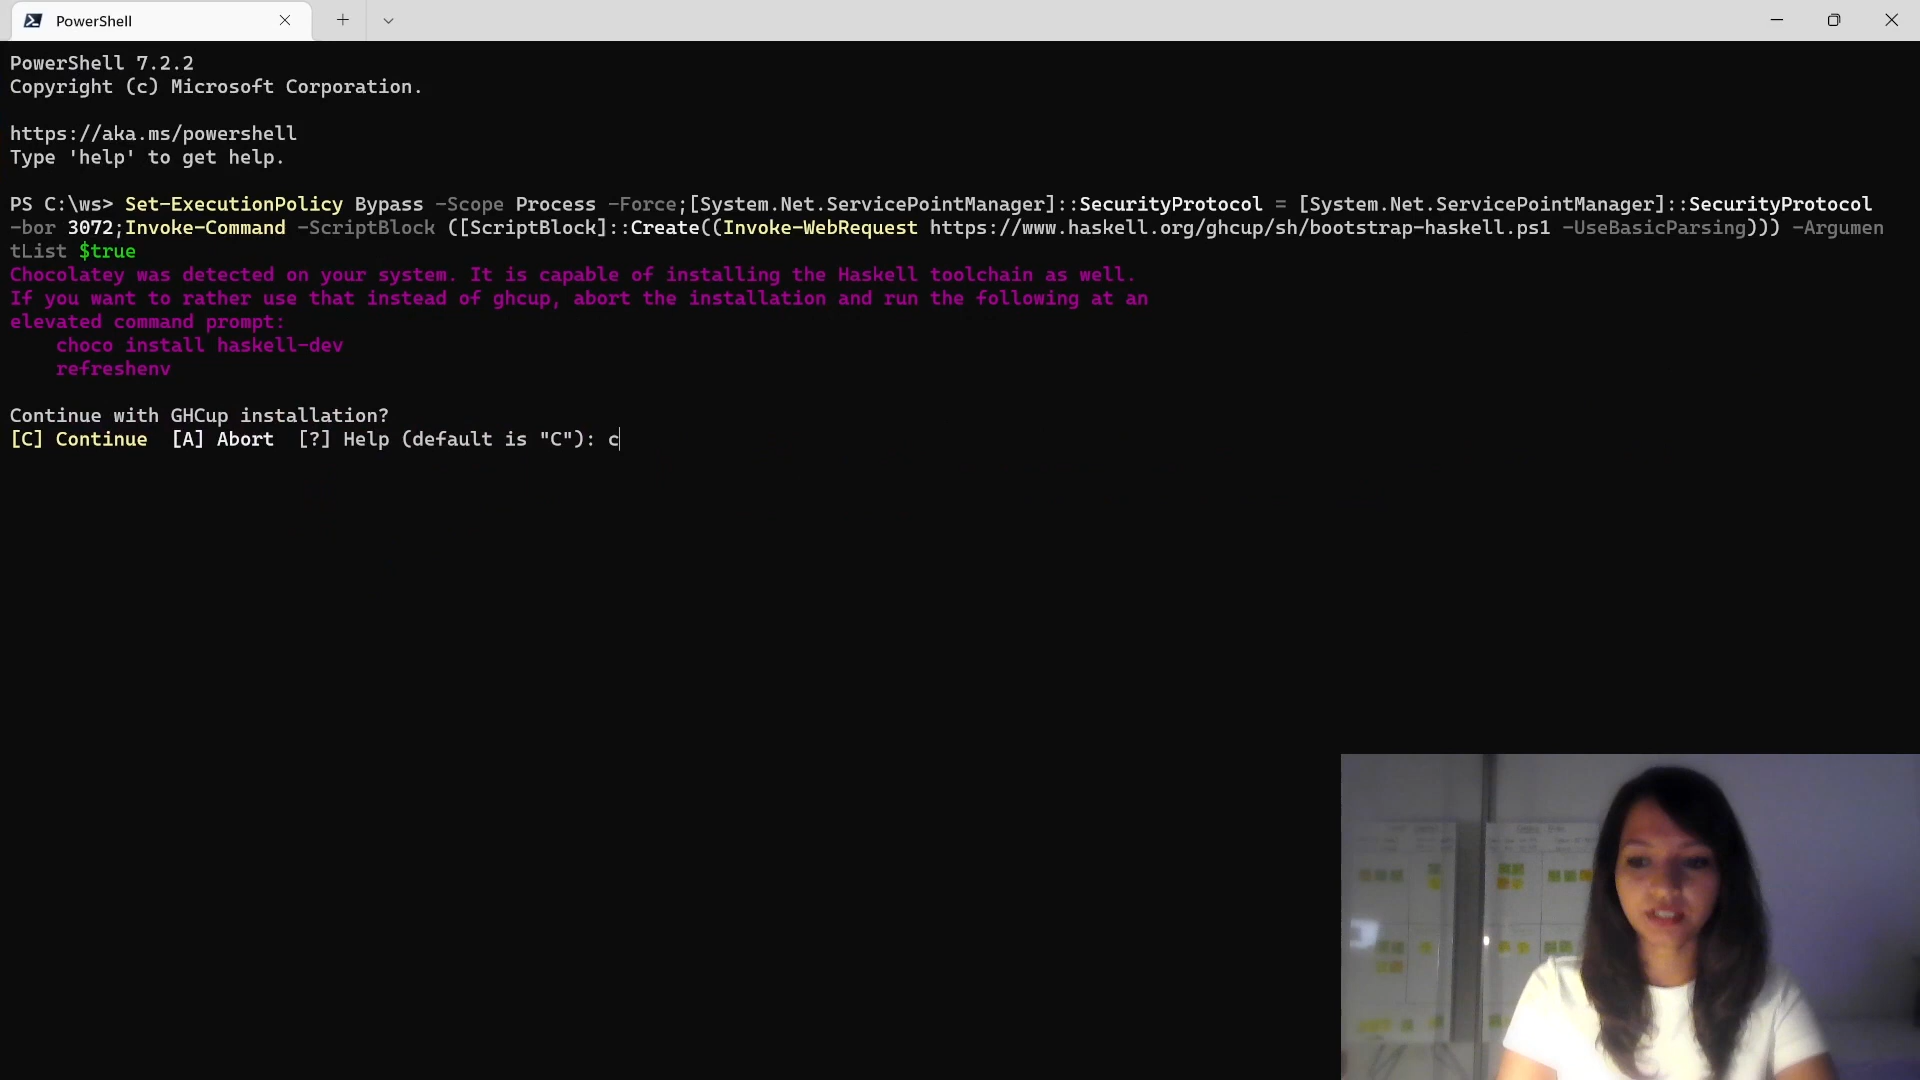 PowerShell
PowerShell 7.2.2
Copyright (c) Microsoft Corporation.
https://aka.ms/powershell
Type 'help' to get help.
PS C:\ws> Set-ExecutionPolicy Bypass -Scope Process -Force;[System.Net.ServicePointManager]::SecurityProtocol = [System.Net.ServicePointManager]::SecurityProtocol
-bor 3072;Invoke-Command -ScriptBlock ([ScriptBlock]::Create((Invoke-WebRequest https://www.haskell.org/ghcup/sh/bootstrap-haskell.ps1 -UseBasicParsing))) -Argumen
tList $true
Chocolatey was detected on your system. It is capable of installing the Haskell toolchain as well.
If you want to rather use that instead of ghcup, abort the installation and run the following at an
elevated command prompt:
choco install haskell-dev
refreshenv
Continue with GHCup installation?
[C] Continue  [A] Abort  [?] Help (default is "C"): c